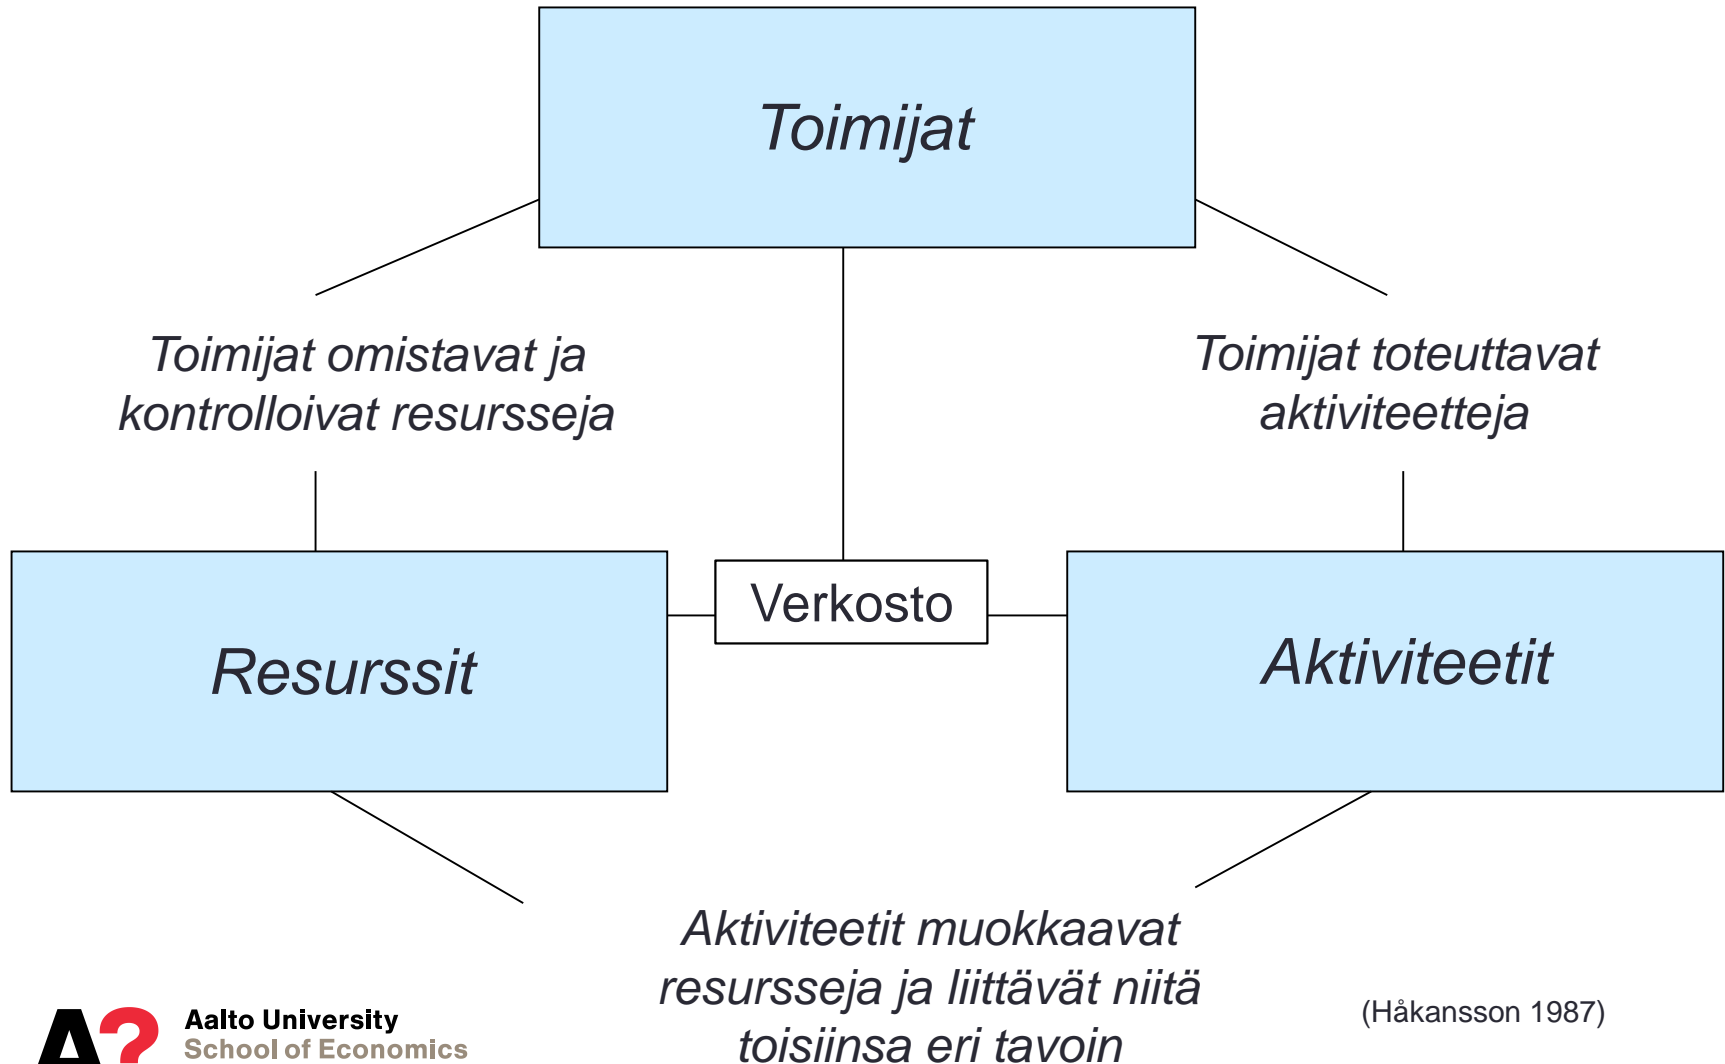 Toimijat
Toimijat omistavat ja
kontrolloivat resursseja
Toimijat toteuttavat
aktiviteetteja
Verkosto
Resurssit
Aktiviteetit
Aktiviteetit muokkaavat
resursseja ja liittävät niitä
toisiinsa eri tavoin
(Håkansson 1987)
A?
Aalto University
School of Economics